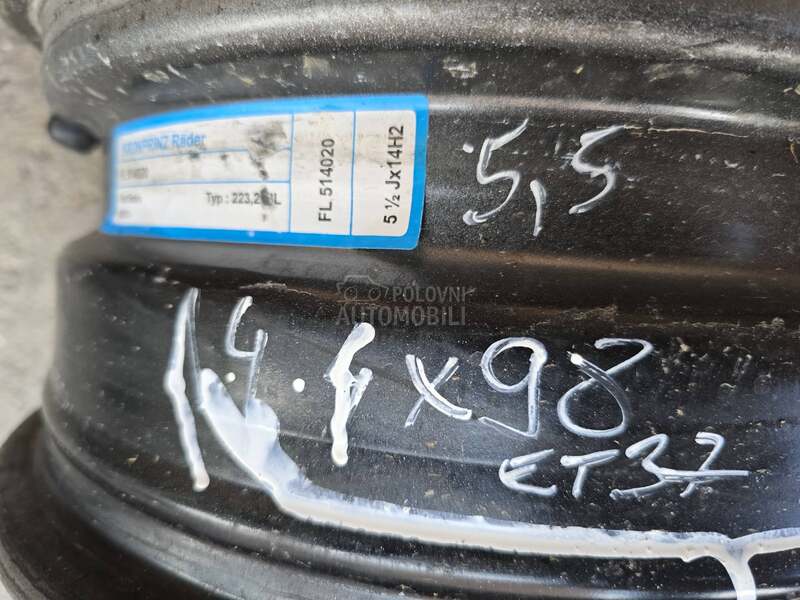 KRONPRINZ Räder
Typ : 223,2
FL 514020
5 ½ Jx14H2
5,5
POLOVNI
AUTOMOBILI
14. 4x98
ET37